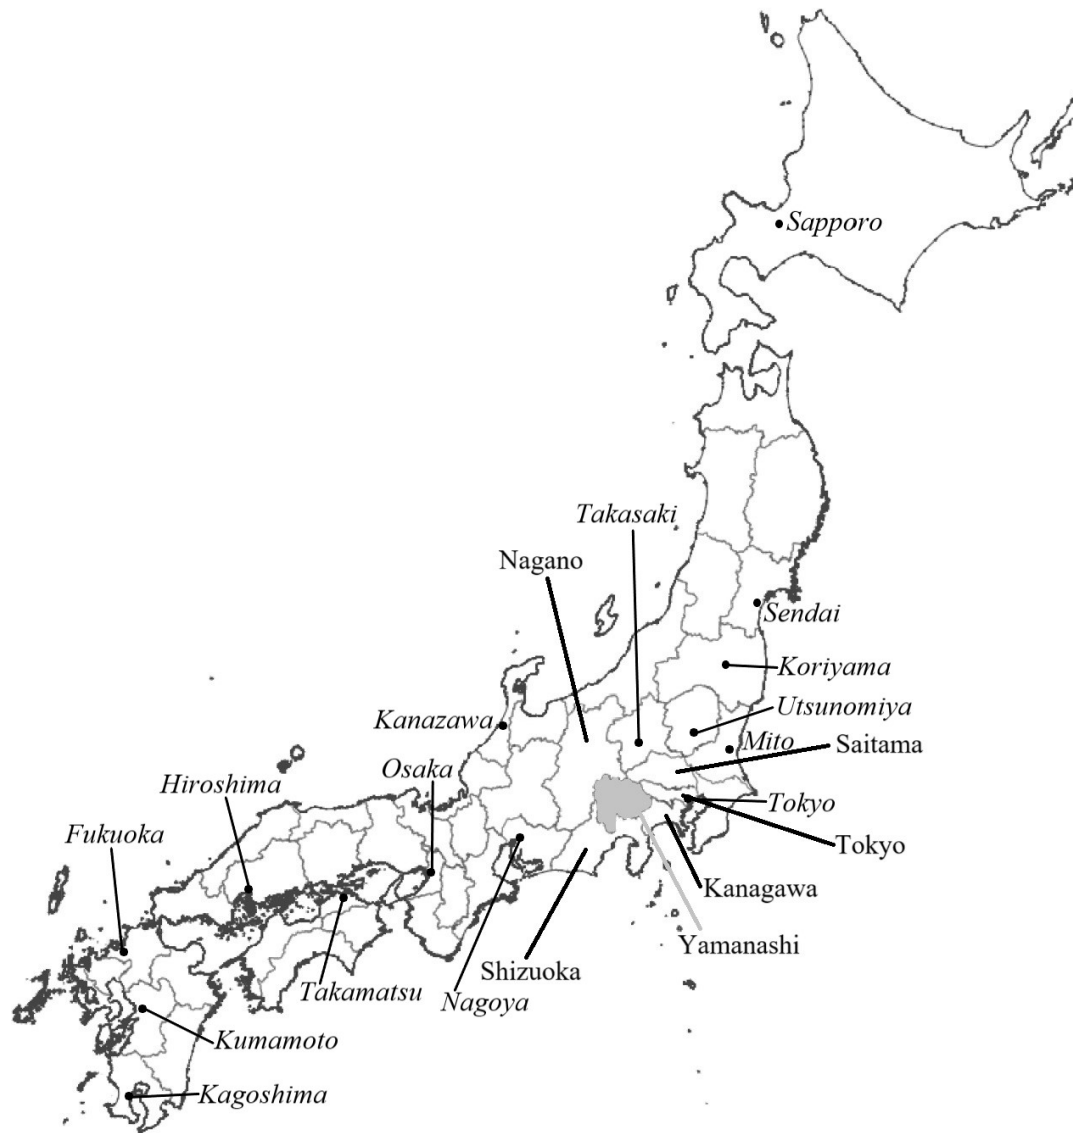 Sapporo
Takasaki
Nagano
Sendai
Koriyama
Utsunomiya
Kanazawa
Mito
Saitama
Osaka
Hiroshima
Tokyo
Fukuoka
Tokyo
Kanagawa
Yamanashi
Shizuoka
Takamatsu
Nagoya
Kumamoto
Kagoshima